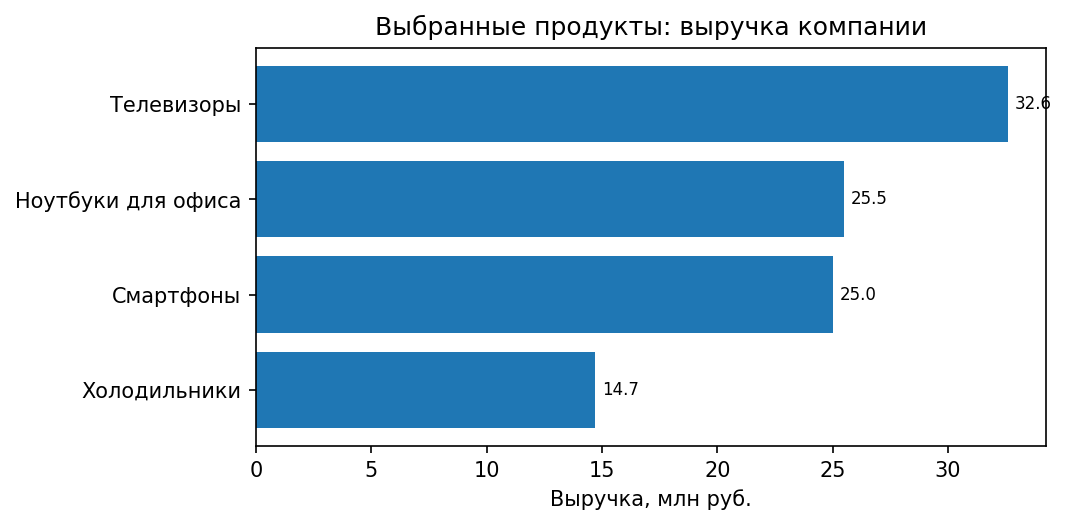 Выбранные продукты: выручка компании
Телевизоры
32.6
Ноутбуки для офиса
25.5
Смартфоны
25.0
Холодильники
14.7
0 5 10 15 20 25 30
Выручка, млн руб.